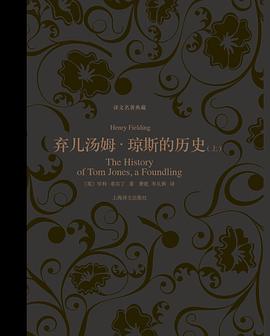 译文名著典藏
Henry Fielding
弃儿汤姆·琼斯的历史(上)
The History
of Tom Jones, a Foundling
[英] 亨利·菲尔丁 著 萧乾 李从弼 译
上海译文出版社